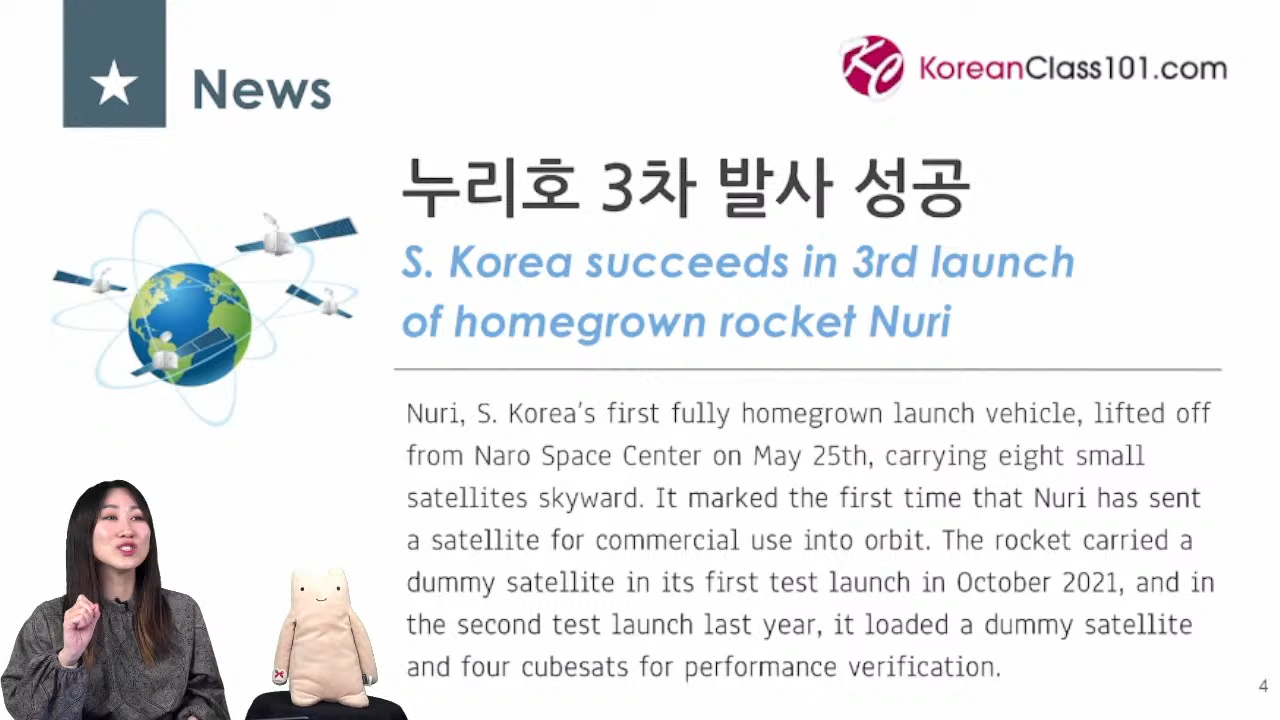 News
KoreanClass101.com
누리호 3차 발사 성공
S. Korea succeeds in 3rd launch
of homegrown rocket Nuri
Nuri, S. Korea's first fully homegrown launch vehicle, lifted off
from Naro Space Center on May 25th, carrying eight small
satellites skyward. It marked the first time that Nuri has sent
a satellite for commercial use into orbit. The rocket carried a
dummy satellite in its first test launch in October 2021, and in
the second test launch last year, it loaded a dummy satellite
and four cubesats for performance verification.
4